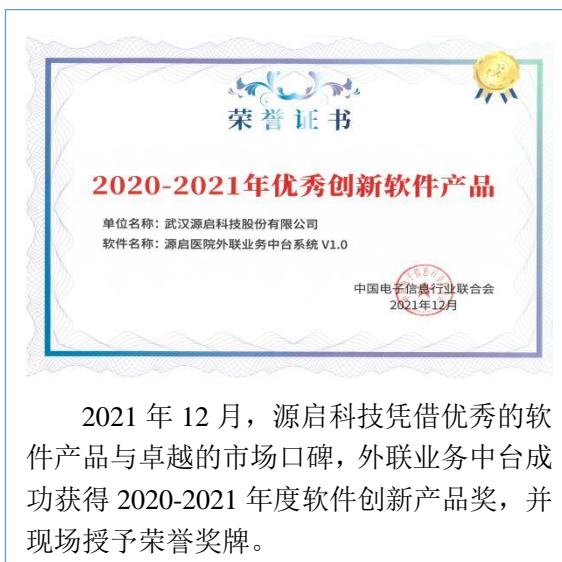 荣誉证书
2020-2021年优秀创新软件产品
单位名称：武汉源启科技股份有限公司
软件名称：源启医院外联业务中台系统 V1.0
中国电子信息行业联合会
2021年12月
2021 年 12 月，源启科技凭借优秀的软
件产品与卓越的市场口碑，外联业务中台成
功获得 2020-2021 年度软件创新产品奖，并
现场授予荣誉奖牌。